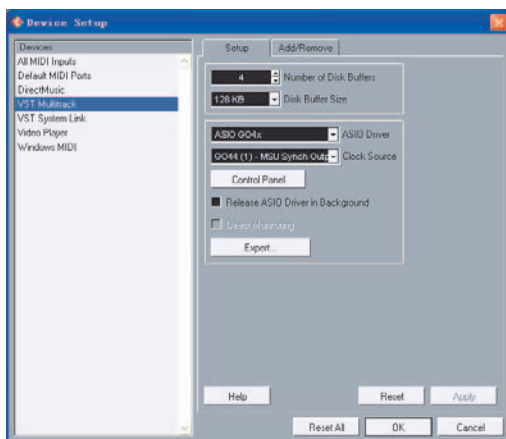 Device Setup
Devices
All MIDI Inputs
Default MIDI Ports
DirectMusic
VST Multitrack
VST System Link
Video Player
Windows MIDI
Setup
Add/Remove
4
Number of Disk Buffers
128 KB
Disk Buffer Size
ASIO GO4x
ASIO Driver
GO44 (1) - MSU Synch Outp
Clock Source
Control Panel
Release ASIO Driver in Background
Direct Monitoring
Expert...
Help
Reset
Apply
Reset All
OK
Cancel